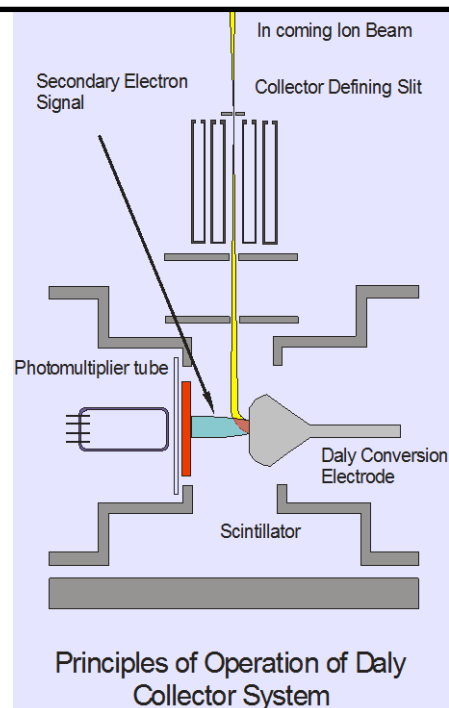 In coming Ion Beam
Secondary Electron
Signal
Collector Defining Slit
Photomultiplier tube
Daly Conversion
Electrode
Scintillator
Principles of Operation of Daly
Collector System